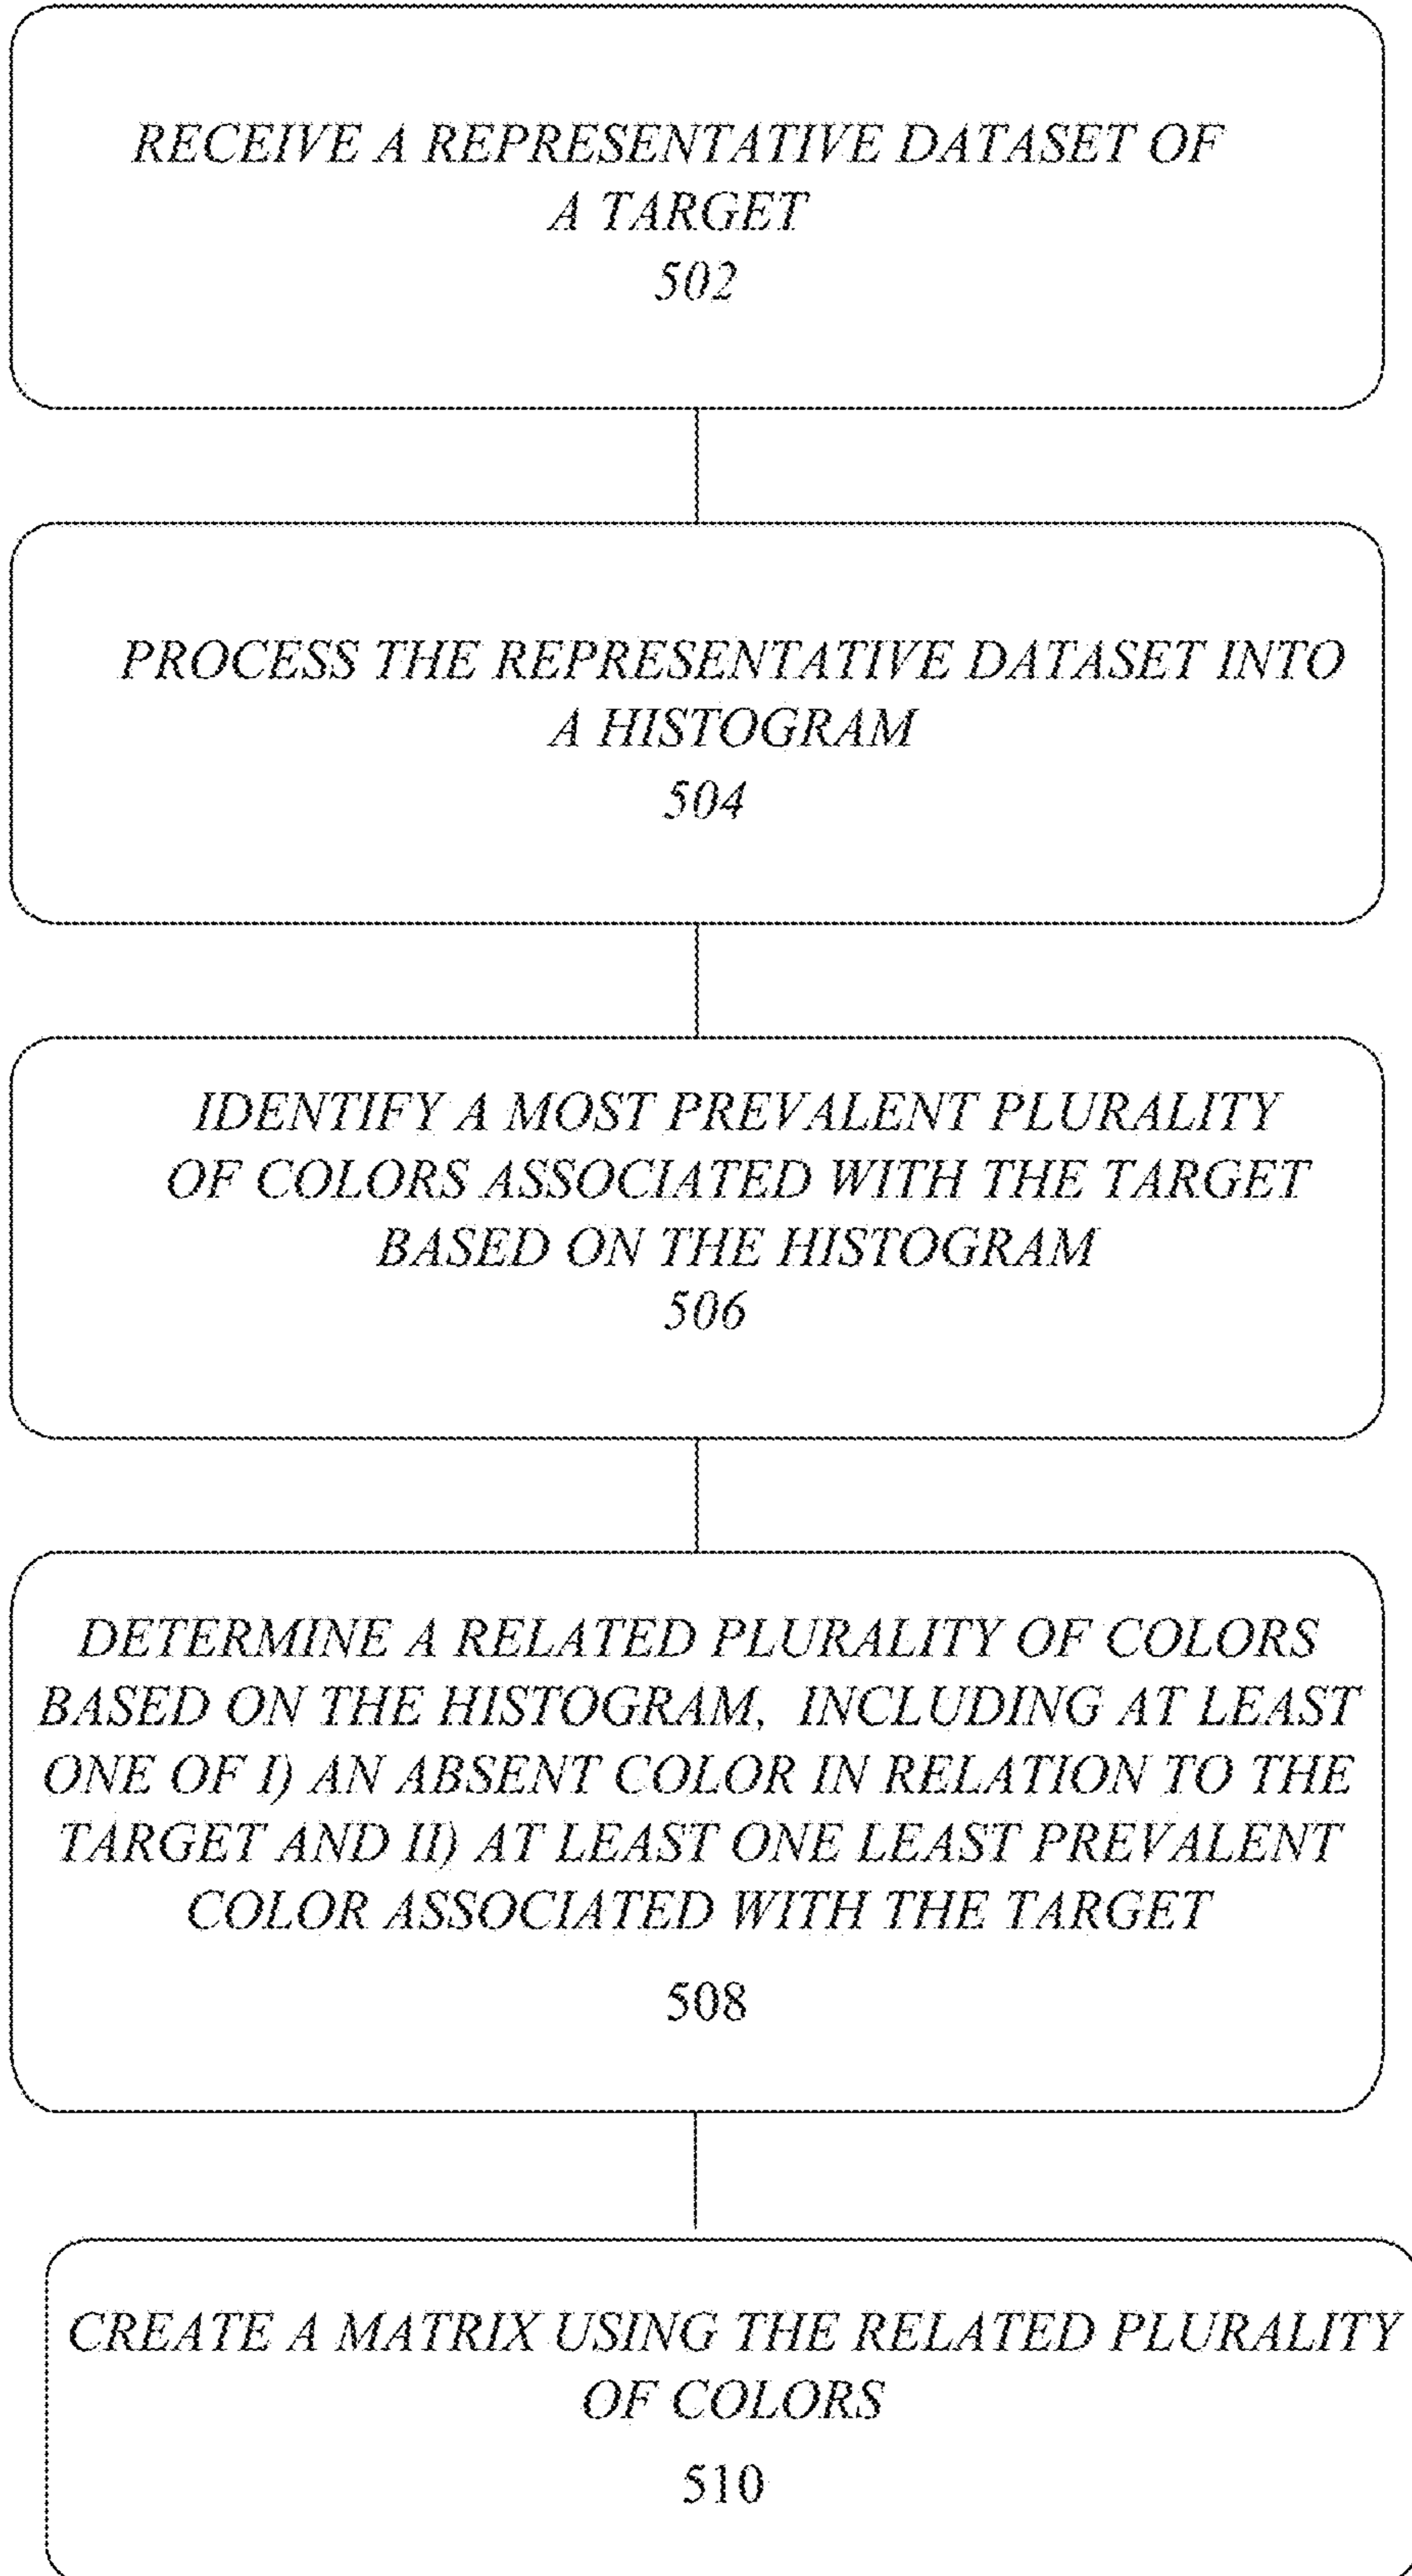 RECEIVE A REPRESENTATIVE DATASET OF
A TARGET
502
PROCESS THE REPRESENTATIVE DATASET INTO
A HISTOGRAM
504
IDENTIFY A MOST PREVALENT PLURALITY
OF COLORS ASSOCIATED WITH THE TARGET
BASED ON THE HISTOGRAM
506
DETERMINE A RELATED PLURALITY OF COLORS
BASED ON THE HISTOGRAM, INCLUDING AT LEAST
ONE OF I) AN ABSENT COLOR IN RELATION TO THE
TARGET AND II) AT LEAST ONE LEAST PREVALENT
COLOR ASSOCIATED WITH THE TARGET
508
CREATE A MATRIX USING THE RELATED PLURALITY
OF COLORS
510